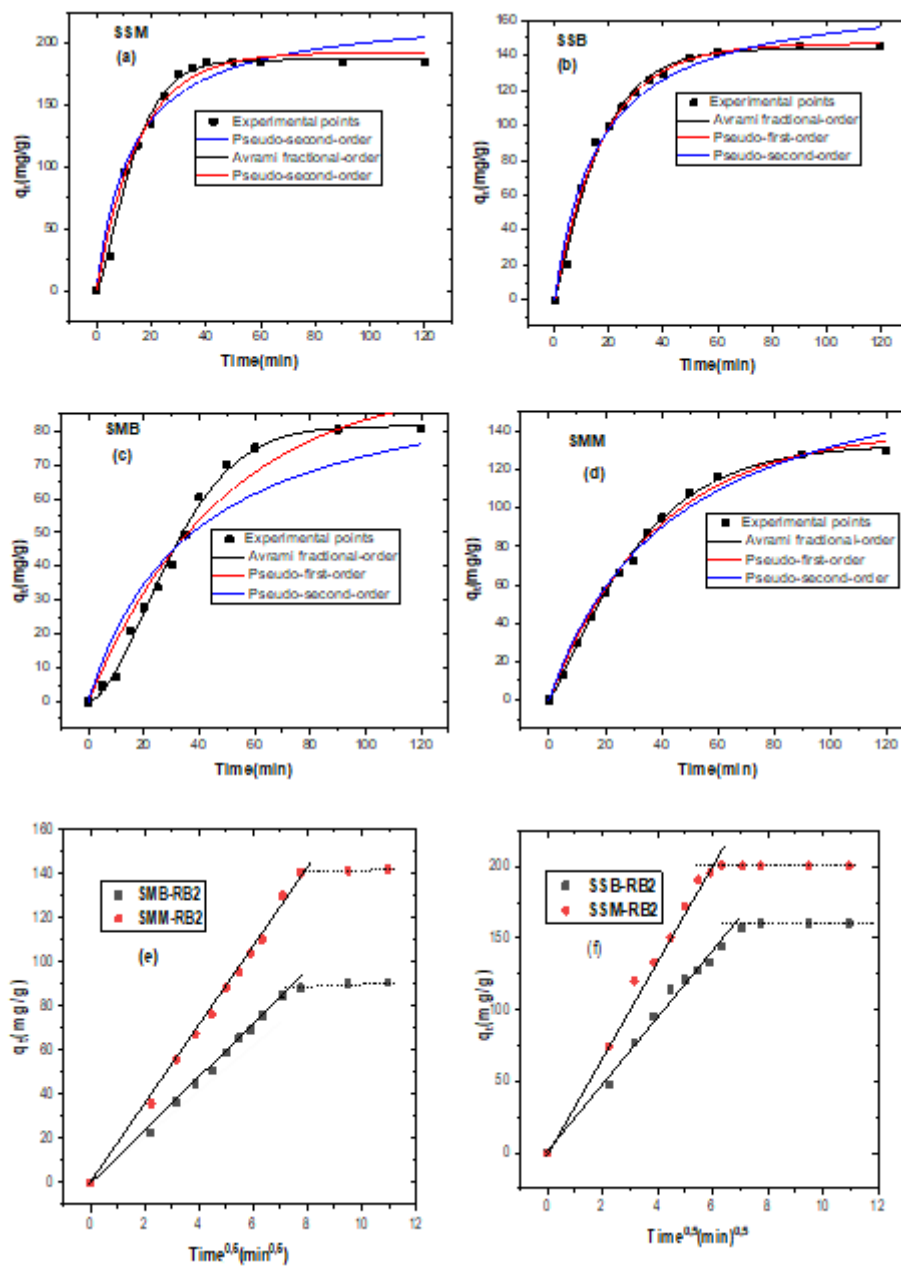 SSM
(a)
200
150
100
50
0
Experimental points
Pseudo-second-order
Avrami fractional-order
Pseudo-second-order
qt(mg/g)
0 20 40 60 80 100 120
Time(min)
SSB
(b)
160
140
120
100
80
60
40
20
0
Experimental points
Avrami fractional-order
Pseudo-first-order
Pseudo-second-order
qt(mg/g)
0 20 40 60 80 100 120
Time(min)
SMB
(c)
80
70
60
50
40
30
20
10
0
Experimental points
Avrami fractional-order
Pseudo-first-order
Pseudo-second-order
qt(mg/g)
0 20 40 60 80 100 120
Time(min)
SMM
(d)
140
120
100
80
60
40
20
0
Experimental points
Avrami fractional-order
Pseudo-first-order
Pseudo-second-order
qt(mg/g)
0 20 40 60 80 100 120
Time(min)
160
140
120
100
80
60
40
20
0
SMB-RB2
SMM-RB2
(e)
qt(mg/g)
0 2 4 6 8 10 12
Time0,5(min0,5)
200
150
100
50
0
SSB-RB2
SSM-RB2
(f)
qt(mg/g)
0 2 4 6 8 10 12
Time0,5(min)0,5